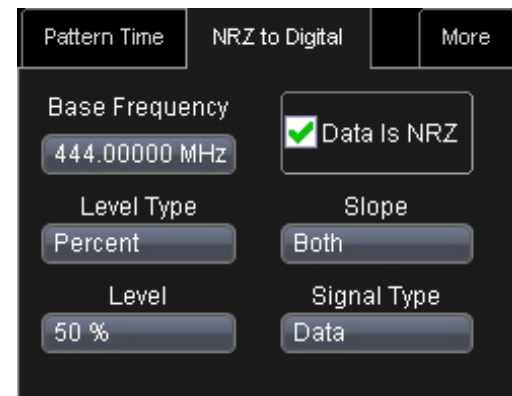 Pattern Time
NRZ to Digital
More
Base Frequency
444.00000 MHz
Data Is NRZ
Level Type
Percent
Slope
Both
Level
50 %
Signal Type
Data